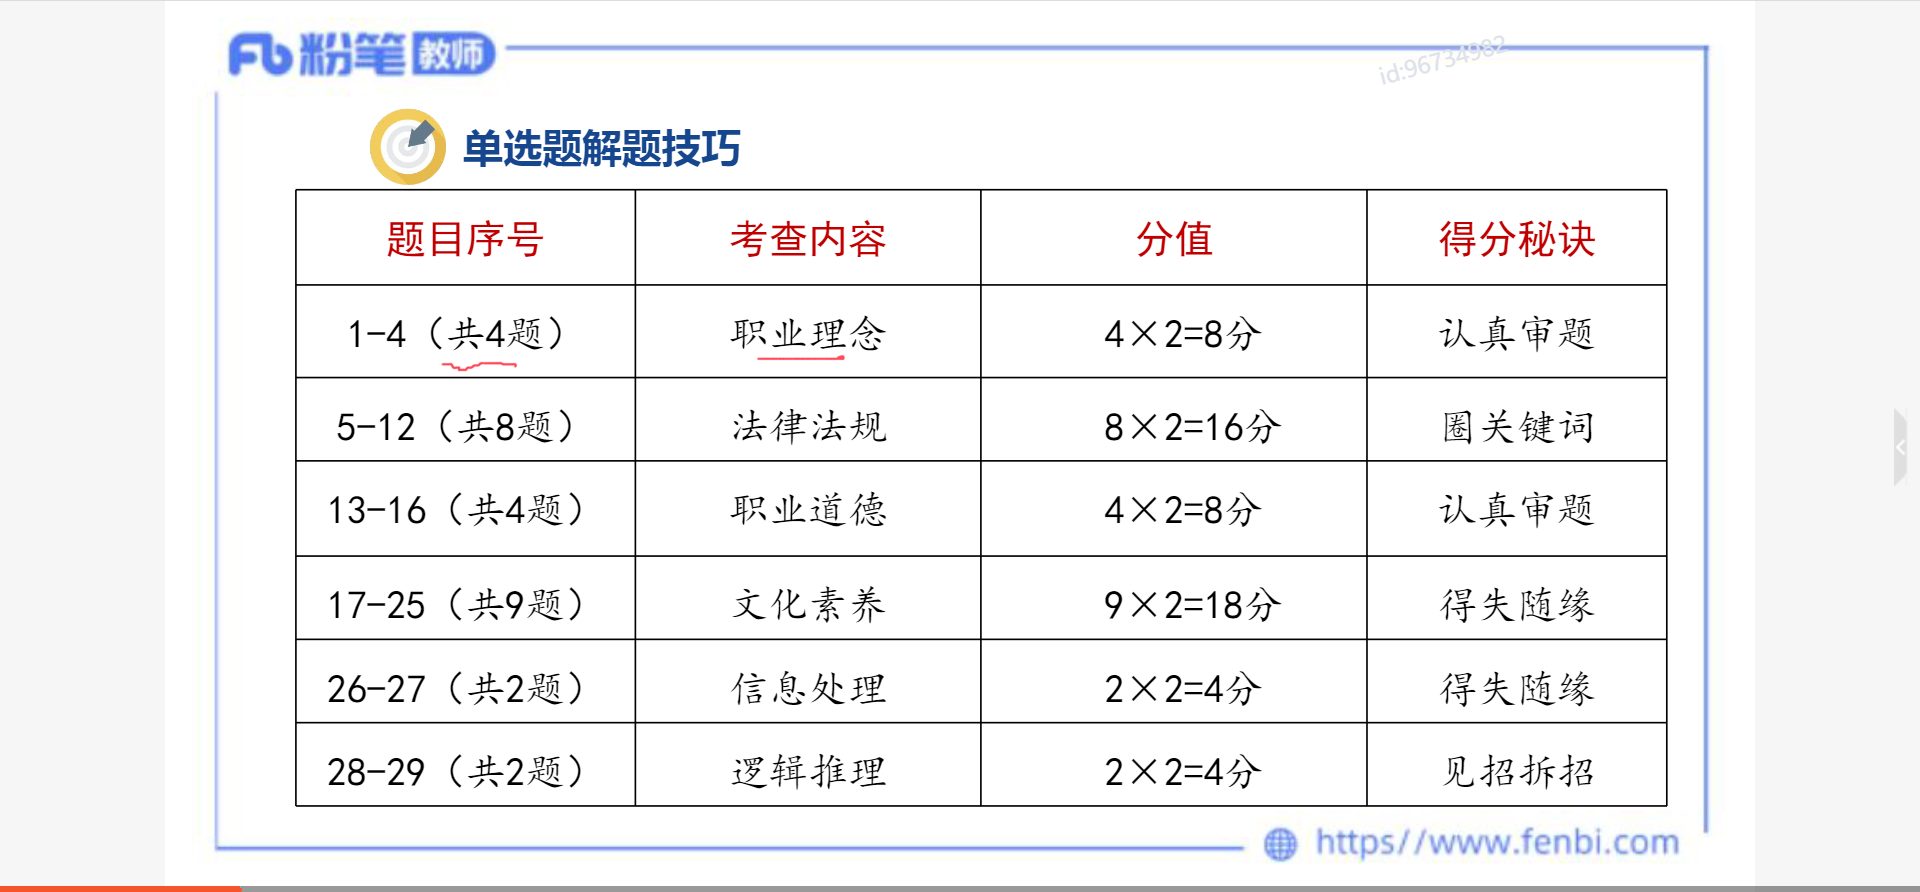 粉笔教师
id:96734982
单选题解题技巧
题目序号 考查内容 分值 得分秘诀
1-4（共4题） 职业理念 4×2=8分 认真审题
5-12（共8题） 法律法规 8×2=16分 圈关键词
13-16（共4题） 职业道德 4×2=8分 认真审题
17-25（共9题） 文化素养 9×2=18分 得失随缘
26-27（共2题） 信息处理 2×2=4分 得失随缘
28-29（共2题） 逻辑推理 2×2=4分 见招拆招
https//www.fenbi.com